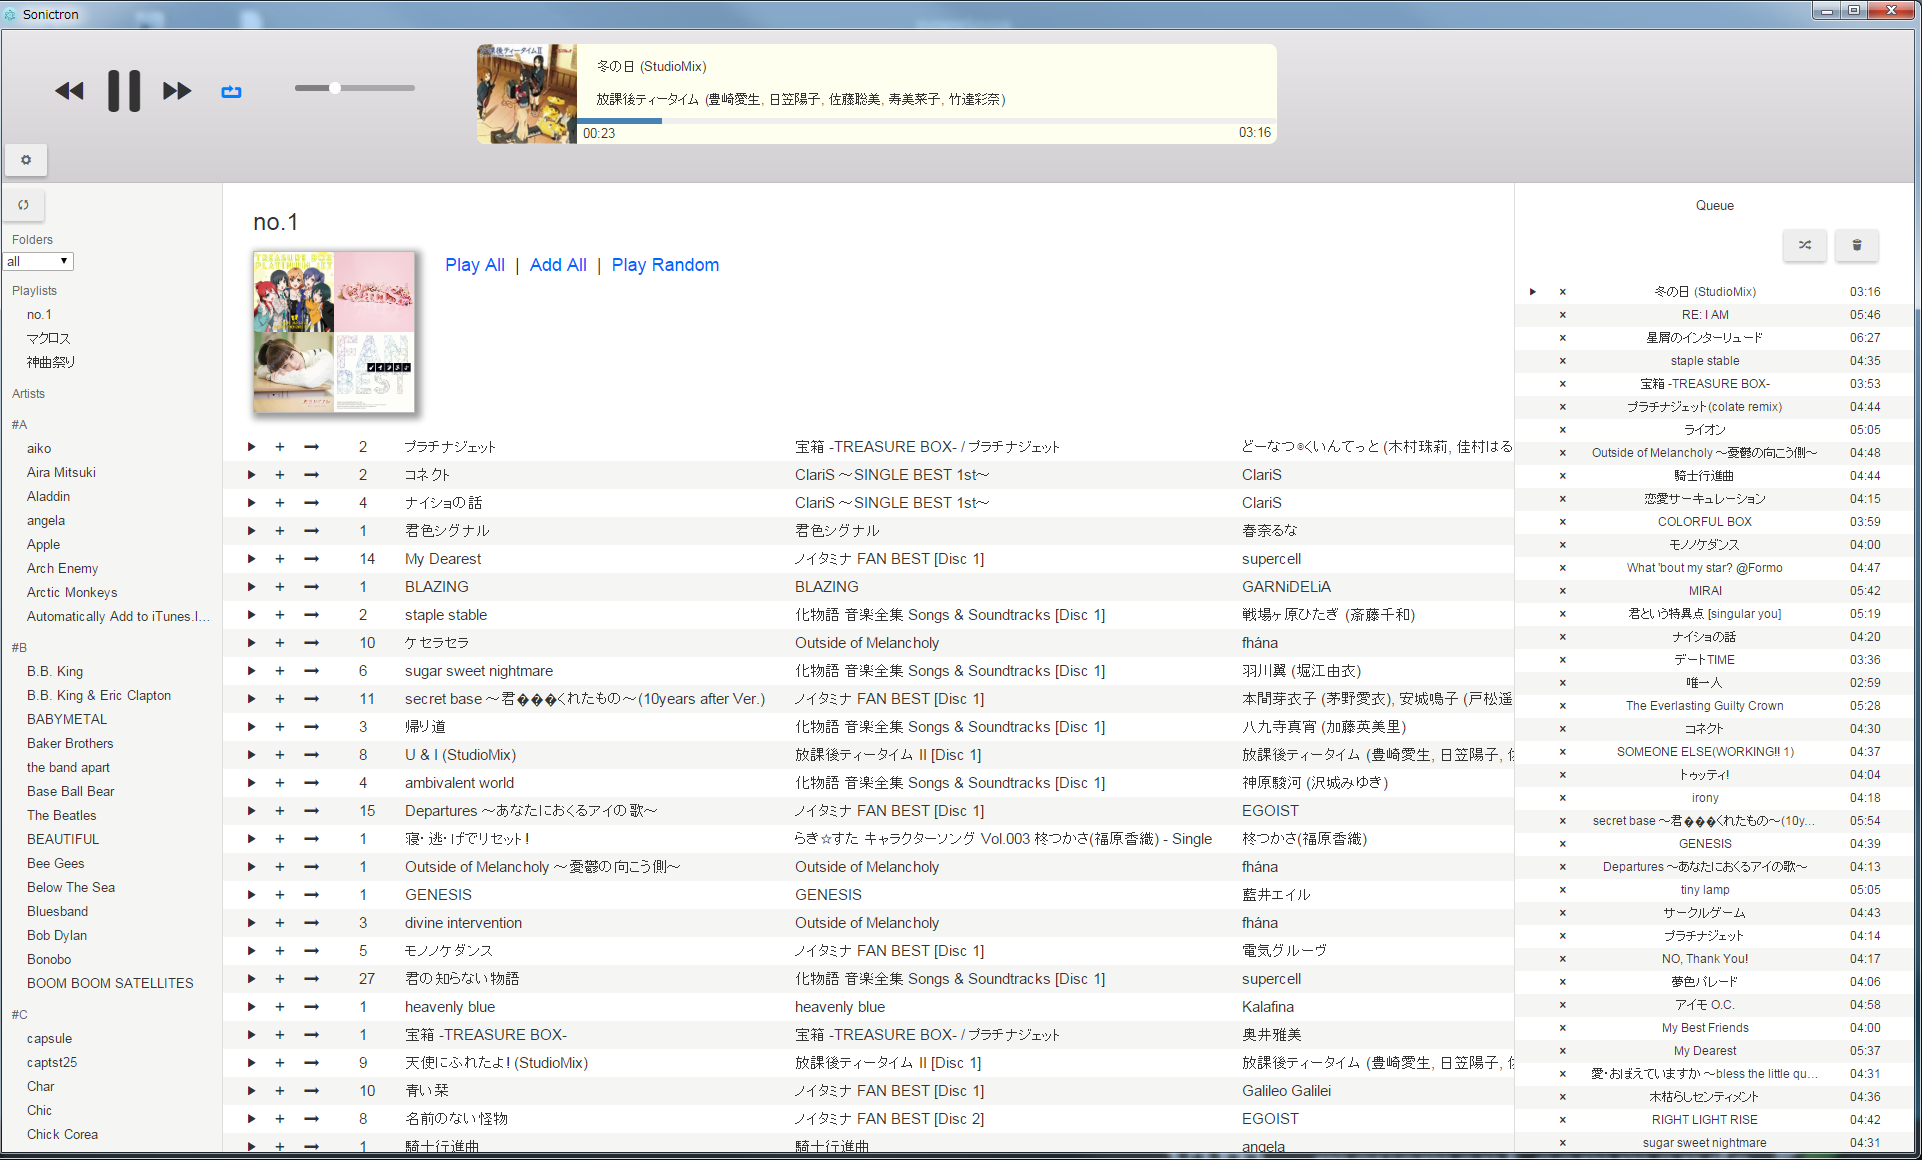 Sonictron
冬の日 (StudioMix)
放課後ティータイム (豊崎愛生, 日笠陽子, 佐藤聡美, 寿美菜子, 竹達彩奈)
00:23 03:16
Folders
all
Playlists
no.1
マクロス
神曲祭り
Artists
#A
aiko
Aira Mitsuki
Aladdin
angela
Apple
Arch Enemy
Arctic Monkeys
Automatically Add to iTunes.l...
#B
B.B. King
B.B. King & Eric Clapton
BABYMETAL
Baker Brothers
the band apart
Base Ball Bear
The Beatles
BEAUTIFUL
Bee Gees
Below The Sea
Bluesband
Bob Dylan
Bonobo
BOOM BOOM SATELLITES
#C
capsule
captst25
Char
Chic
Chick Corea
no.1
TREASURE BOX
PLATINUM JET
ClariS
FAN
ノイタミナ
BEST
Play All | Add All | Play Random
2 プラチナジェット 宝箱 -TREASURE BOX- / プラチナジェット どーなつ◎くいんてっと (木村珠莉, 佳村はる
2 コネクト ClariS ～SINGLE BEST 1st～ ClariS
4 ナイショの話 ClariS ～SINGLE BEST 1st～ ClariS
1 君色シグナル 君色シグナル 春奈るな
14 My Dearest ノイタミナ FAN BEST [Disc 1] supercell
1 BLAZING BLAZING GARNiDELiA
2 staple stable 化物語 音楽全集 Songs & Soundtracks [Disc 1] 戦場ヶ原ひたぎ (斎藤千和)
10 ケセラセラ Outside of Melancholy fhána
6 sugar sweet nightmare 化物語 音楽全集 Songs & Soundtracks [Disc 1] 羽川翼 (堀江由衣)
11 secret base ～君���くれたもの～(10years after Ver.) ノイタミナ FAN BEST [Disc 1] 本間芽衣子 (茅野愛衣), 安城鳴子 (戸松遥
3 帰り道 化物語 音楽全集 Songs & Soundtracks [Disc 1] 八九寺真宵 (加藤英美里)
8 U & I (StudioMix) 放課後ティータイム II [Disc 1] 放課後ティータイム (豊崎愛生, 日笠陽子, 佐
4 ambivalent world 化物語 音楽全集 Songs & Soundtracks [Disc 1] 神原駿河 (沢城みゆき)
15 Departures ～あなたにおくるアイの歌～ ノイタミナ FAN BEST [Disc 1] EGOIST
1 寝・逃・げでリセット! らき☆すた キャラクターソング Vol.003 柊つかさ(福原香織) - Single 柊つかさ(福原香織)
1 Outside of Melancholy ～憂鬱の向こう側～ Outside of Melancholy fhána
1 GENESIS GENESIS 藍井エイル
3 divine intervention Outside of Melancholy fhána
5 モノノケダンス ノイタミナ FAN BEST [Disc 1] 電気グルーヴ
27 君の知らない物語 化物語 音楽全集 Songs & Soundtracks [Disc 1] supercell
1 heavenly blue heavenly blue Kalafina
1 宝箱 -TREASURE BOX- 宝箱 -TREASURE BOX- / プラチナジェット 奥井雅美
9 天使にふれたよ! (StudioMix) 放課後ティータイム II [Disc 1] 放課後ティータイム (豊崎愛生, 日笠陽子, 佐
10 青い栞 ノイタミナ FAN BEST [Disc 1] Galileo Galilei
8 名前のない怪物 ノイタミナ FAN BEST [Disc 2] EGOIST
1 騎士行進曲 騎士行進曲 angela
Queue
冬の日 (StudioMix) 03:16
RE: I AM 05:46
星屑のインターリュード 06:27
staple stable 04:35
宝箱 -TREASURE BOX- 03:53
プラチナジェット(colate remix) 04:44
ライオン 05:05
Outside of Melancholy ～憂鬱の向こう側～ 04:48
騎士行進曲 04:44
恋愛サーキュレーション 04:15
COLORFUL BOX 03:59
モノノケダンス 04:00
What 'bout my star? @Formo 04:47
MIRAI 05:42
君という特異点 [singular you] 05:19
ナイショの話 04:20
デートTIME 03:36
唯一人 02:59
The Everlasting Guilty Crown 05:28
コネクト 04:30
SOMEONE ELSE(WORKING!! 1) 04:37
トゥッティ! 04:04
irony 04:18
secret base ～君���くれたもの～(10y... 05:54
GENESIS 04:39
Departures ～あなたにおくるアイの歌～ 04:13
tiny lamp 05:05
サークルゲーム 04:43
プラチナジェット 04:14
NO, Thank You! 04:17
夢色パレード 04:06
アイモ O.C. 04:58
My Best Friends 04:00
My Dearest 05:37
愛・おぼえていますか ～bless the little qu... 04:31
木枯らしセンティメント 04:36
RIGHT LIGHT RISE 04:42
sugar sweet nightmare 04:31